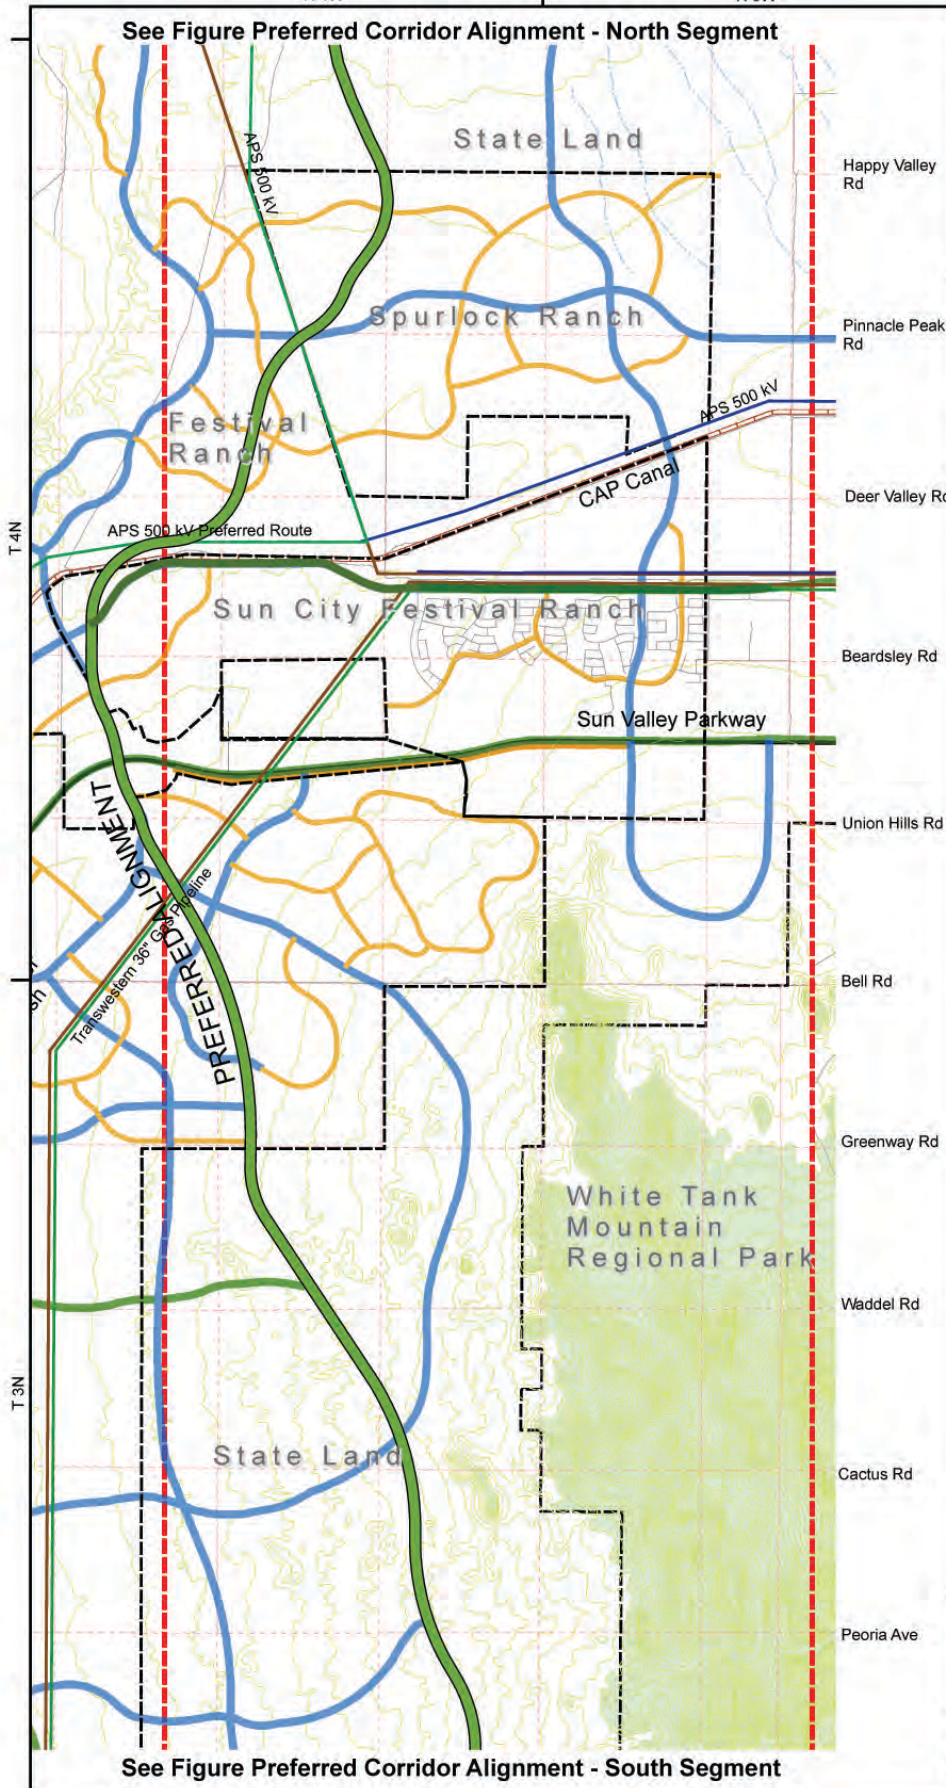 See Figure Preferred Corridor Alignment - North Segment
State Land
APS 500 kV
Happy Valley
Rd
Spurlock Ranch
Pinnacle Peak
Rd
APS 500 kV
Festival
Ranch
CAP Canal
Deer Valley Rd
T 4N
APS 500 kV Preferred Route
Sun City Festival Ranch
Beardsley Rd
Sun Valley Parkway
Union Hills Rd
PREFERRED ALIGNMENT
Transwestern 36" Gas Pipeline
Bell Rd
Greenway Rd
White Tank
Mountain
Regional Park
Waddel Rd
T 3N
State Land
Cactus Rd
Peoria Ave
See Figure Preferred Corridor Alignment - South Segment